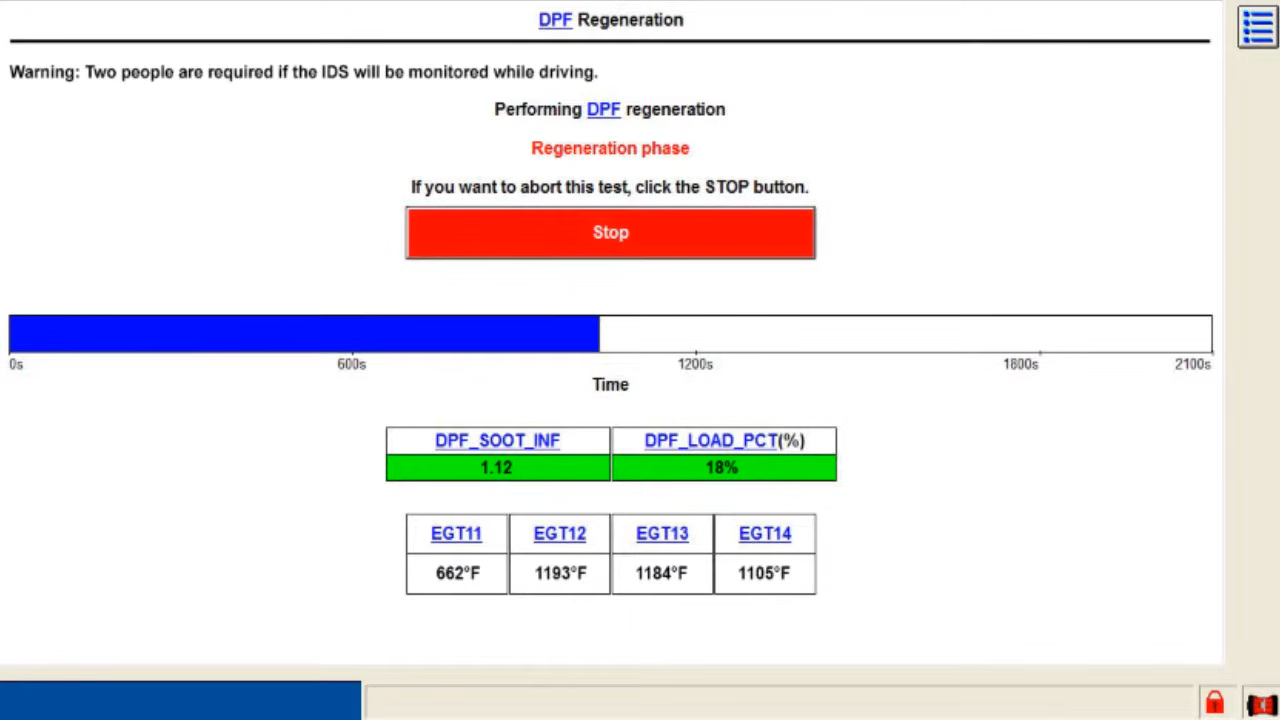 DPF Regeneration
Warning: Two people are required if the IDS will be monitored while driving.
Performing DPF regeneration
Regeneration phase
If you want to abort this test, click the STOP button.
Stop
0s 600s 1200s 1800s 2100s
Time
DPF_SOOT_INF DPF_LOAD_PCT(%)
1.12 18%
EGT11 EGT12 EGT13 EGT14
662°F 1193°F 1184°F 1105°F